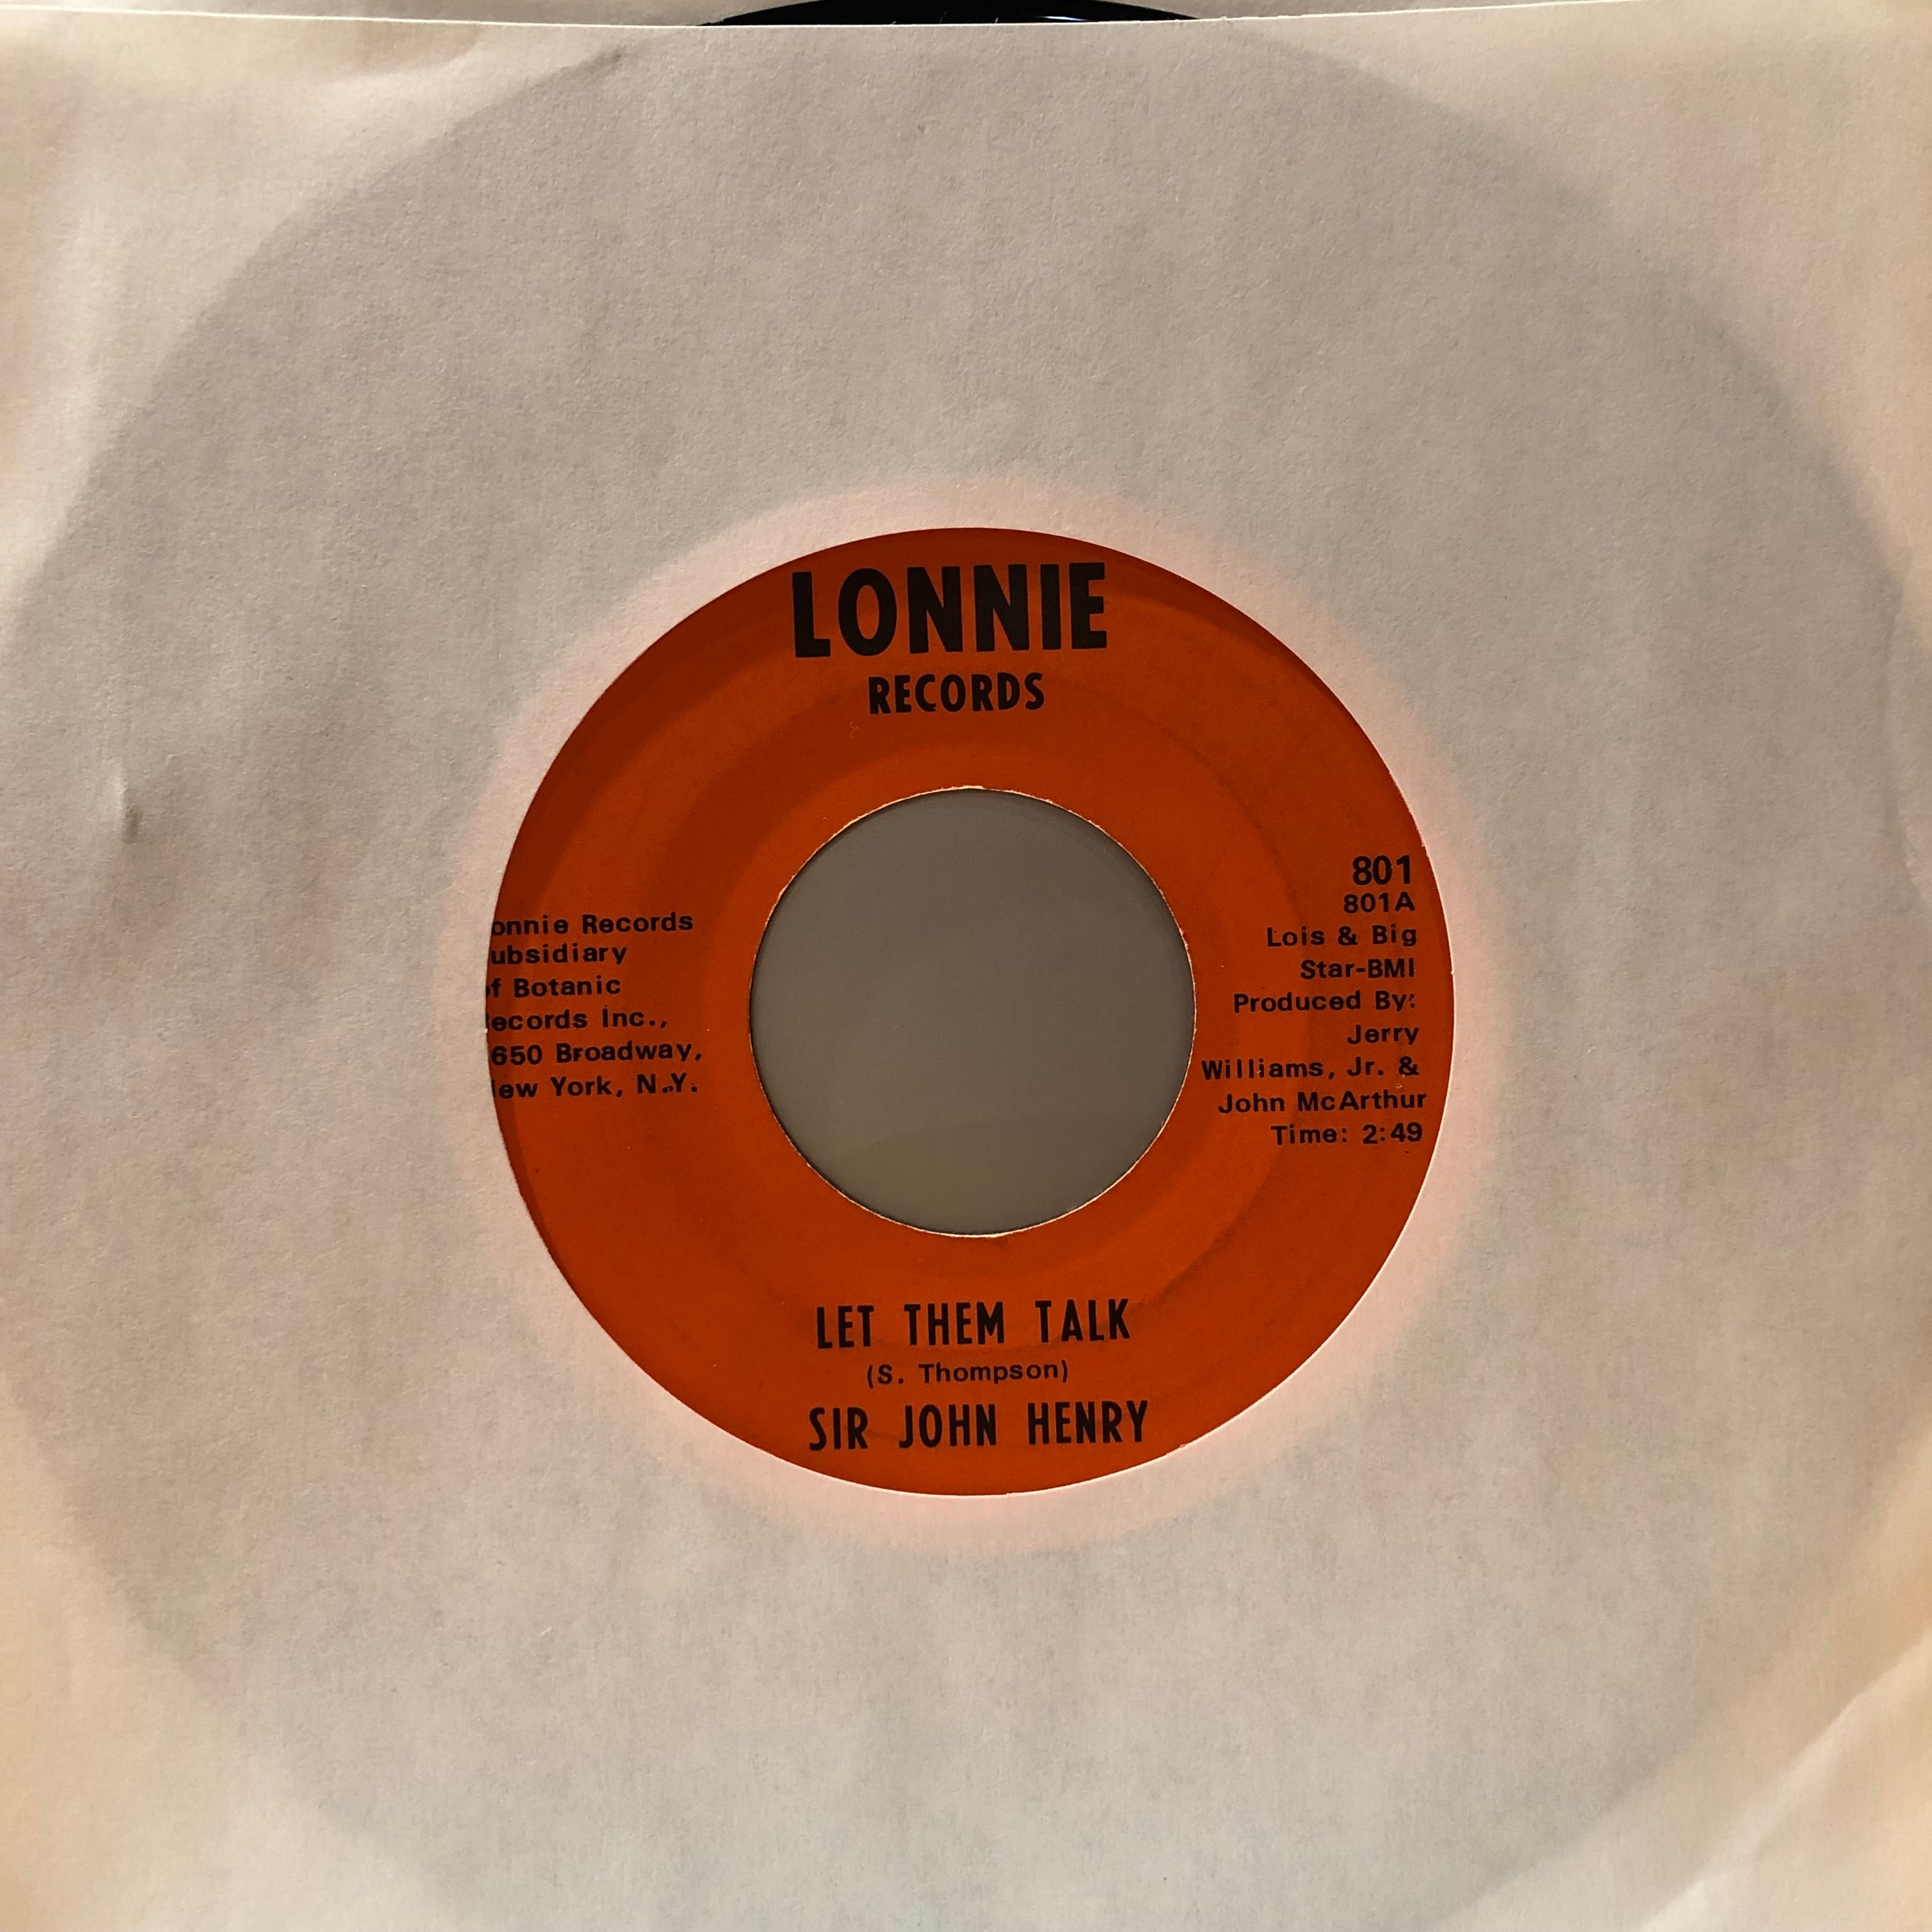 LONNIE
RECORDS
onnie Records
ubsidiary
f Botanic
ecords Inc.,
650 Broadway,
ew York, N.Y.
801
801A
Lois & Big
Star-BMI
Produced By:
Jerry
Williams, Jr. &
John McArthur
Time: 2:49
LET THEM TALK
(S. Thompson)
SIR JOHN HENRY